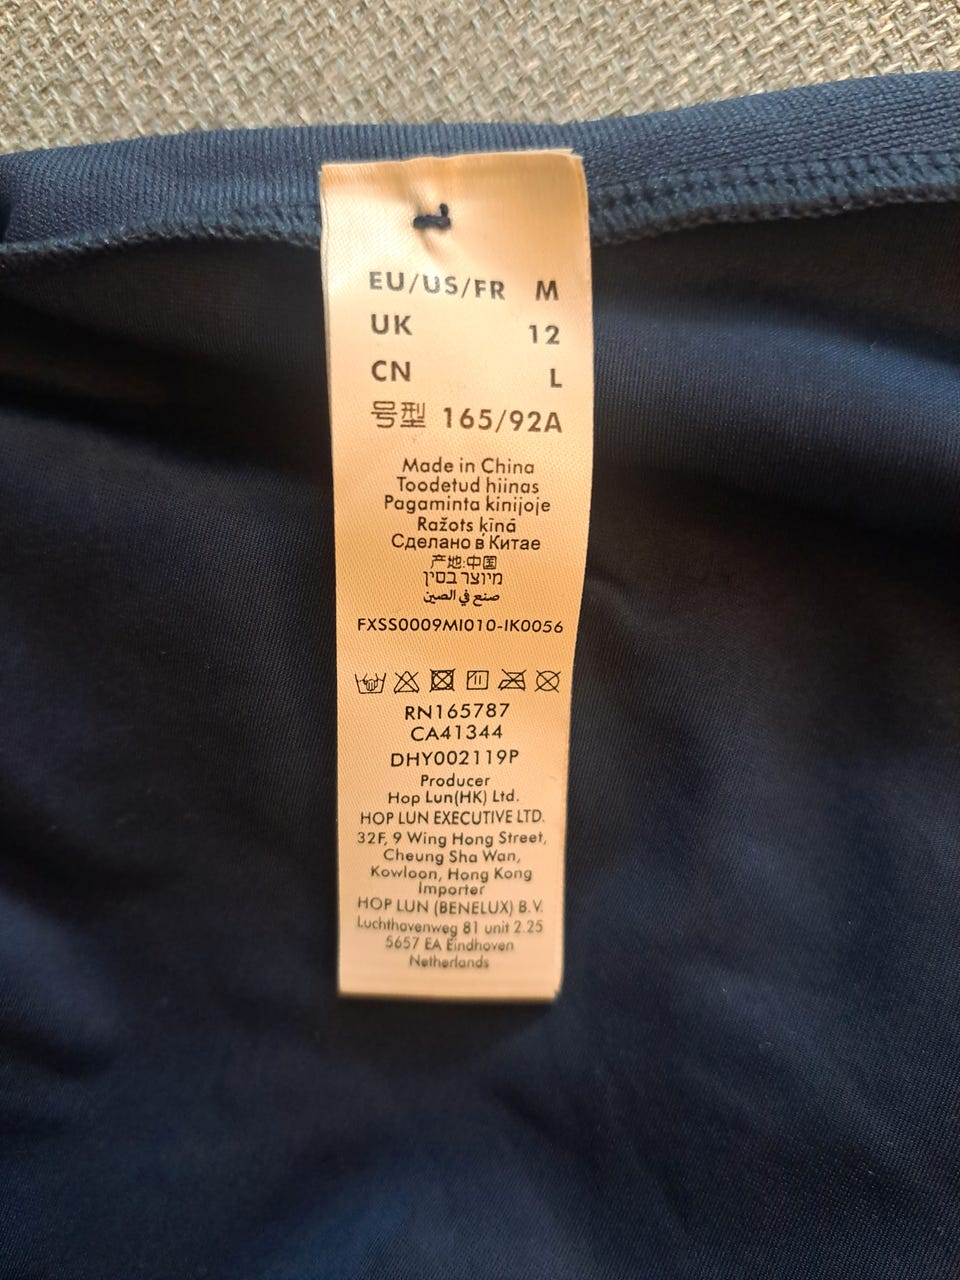 EU/US/FR M
UK 12
CN L
号型 165/92A
Made in China
Toodetud hiinas
Pagaminta kinijoje
Ražots ķīnā
Сделано в Китае
产地:中国
מיוצר בסין
صنع في الصين
FXSS0009MI010-IK0056
RN165787
CA41344
DHY002119P
Producer
Hop Lun(HK) Ltd.
HOP LUN EXECUTIVE LTD.
32F, 9 Wing Hong Street,
Cheung Sha Wan,
Kowloon, Hong Kong
Importer
HOP LUN (BENELUX) B.V.
Luchthavenweg 81 unit 2.25
5657 EA Eindhoven
Netherlands